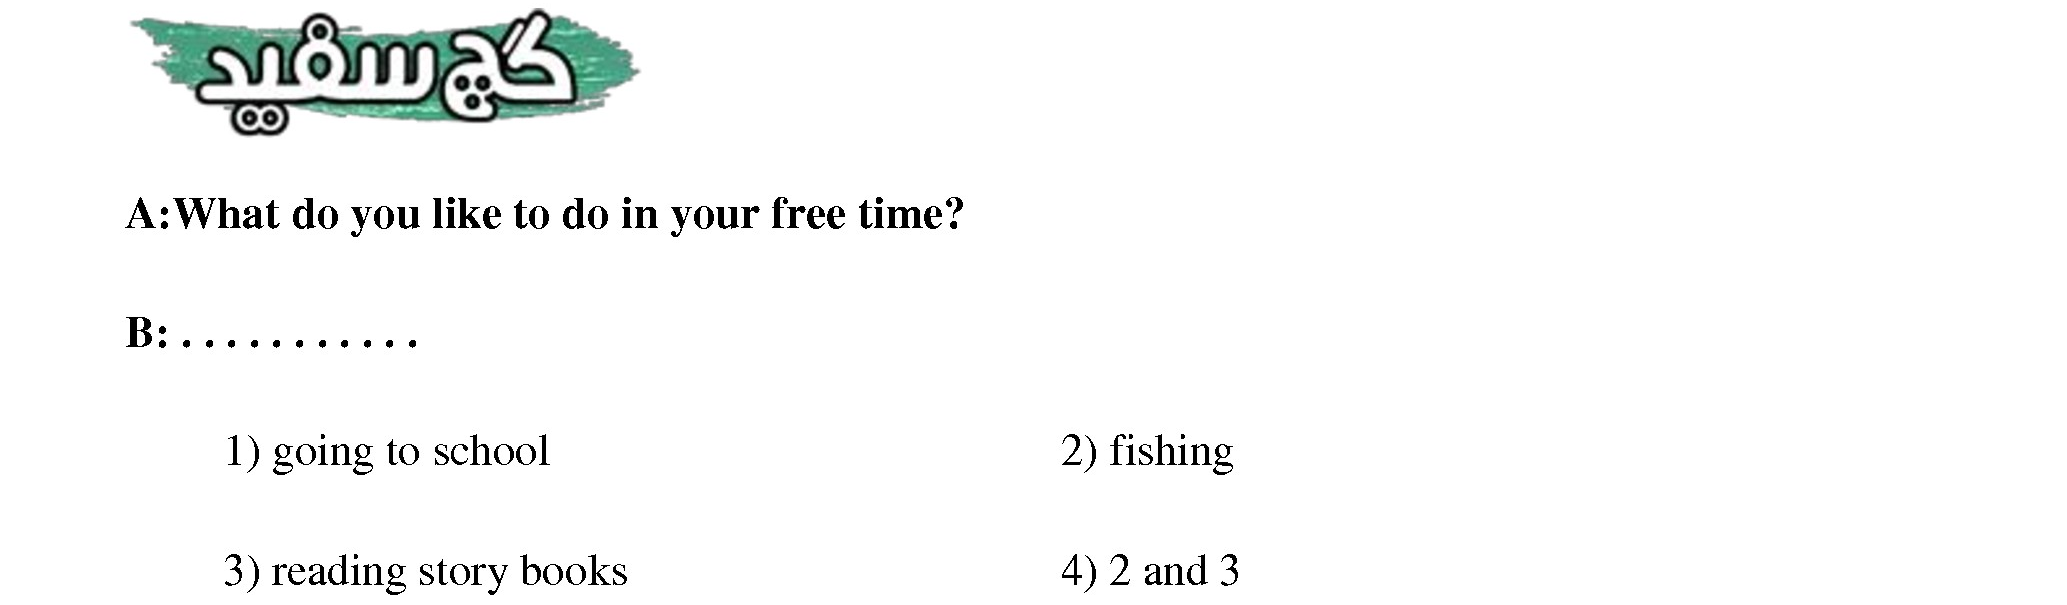 گچ سفید
A:What do you like to do in your free time?
B: . . . . . . . . . . .
1) going to school 2) fishing
3) reading story books 4) 2 and 3